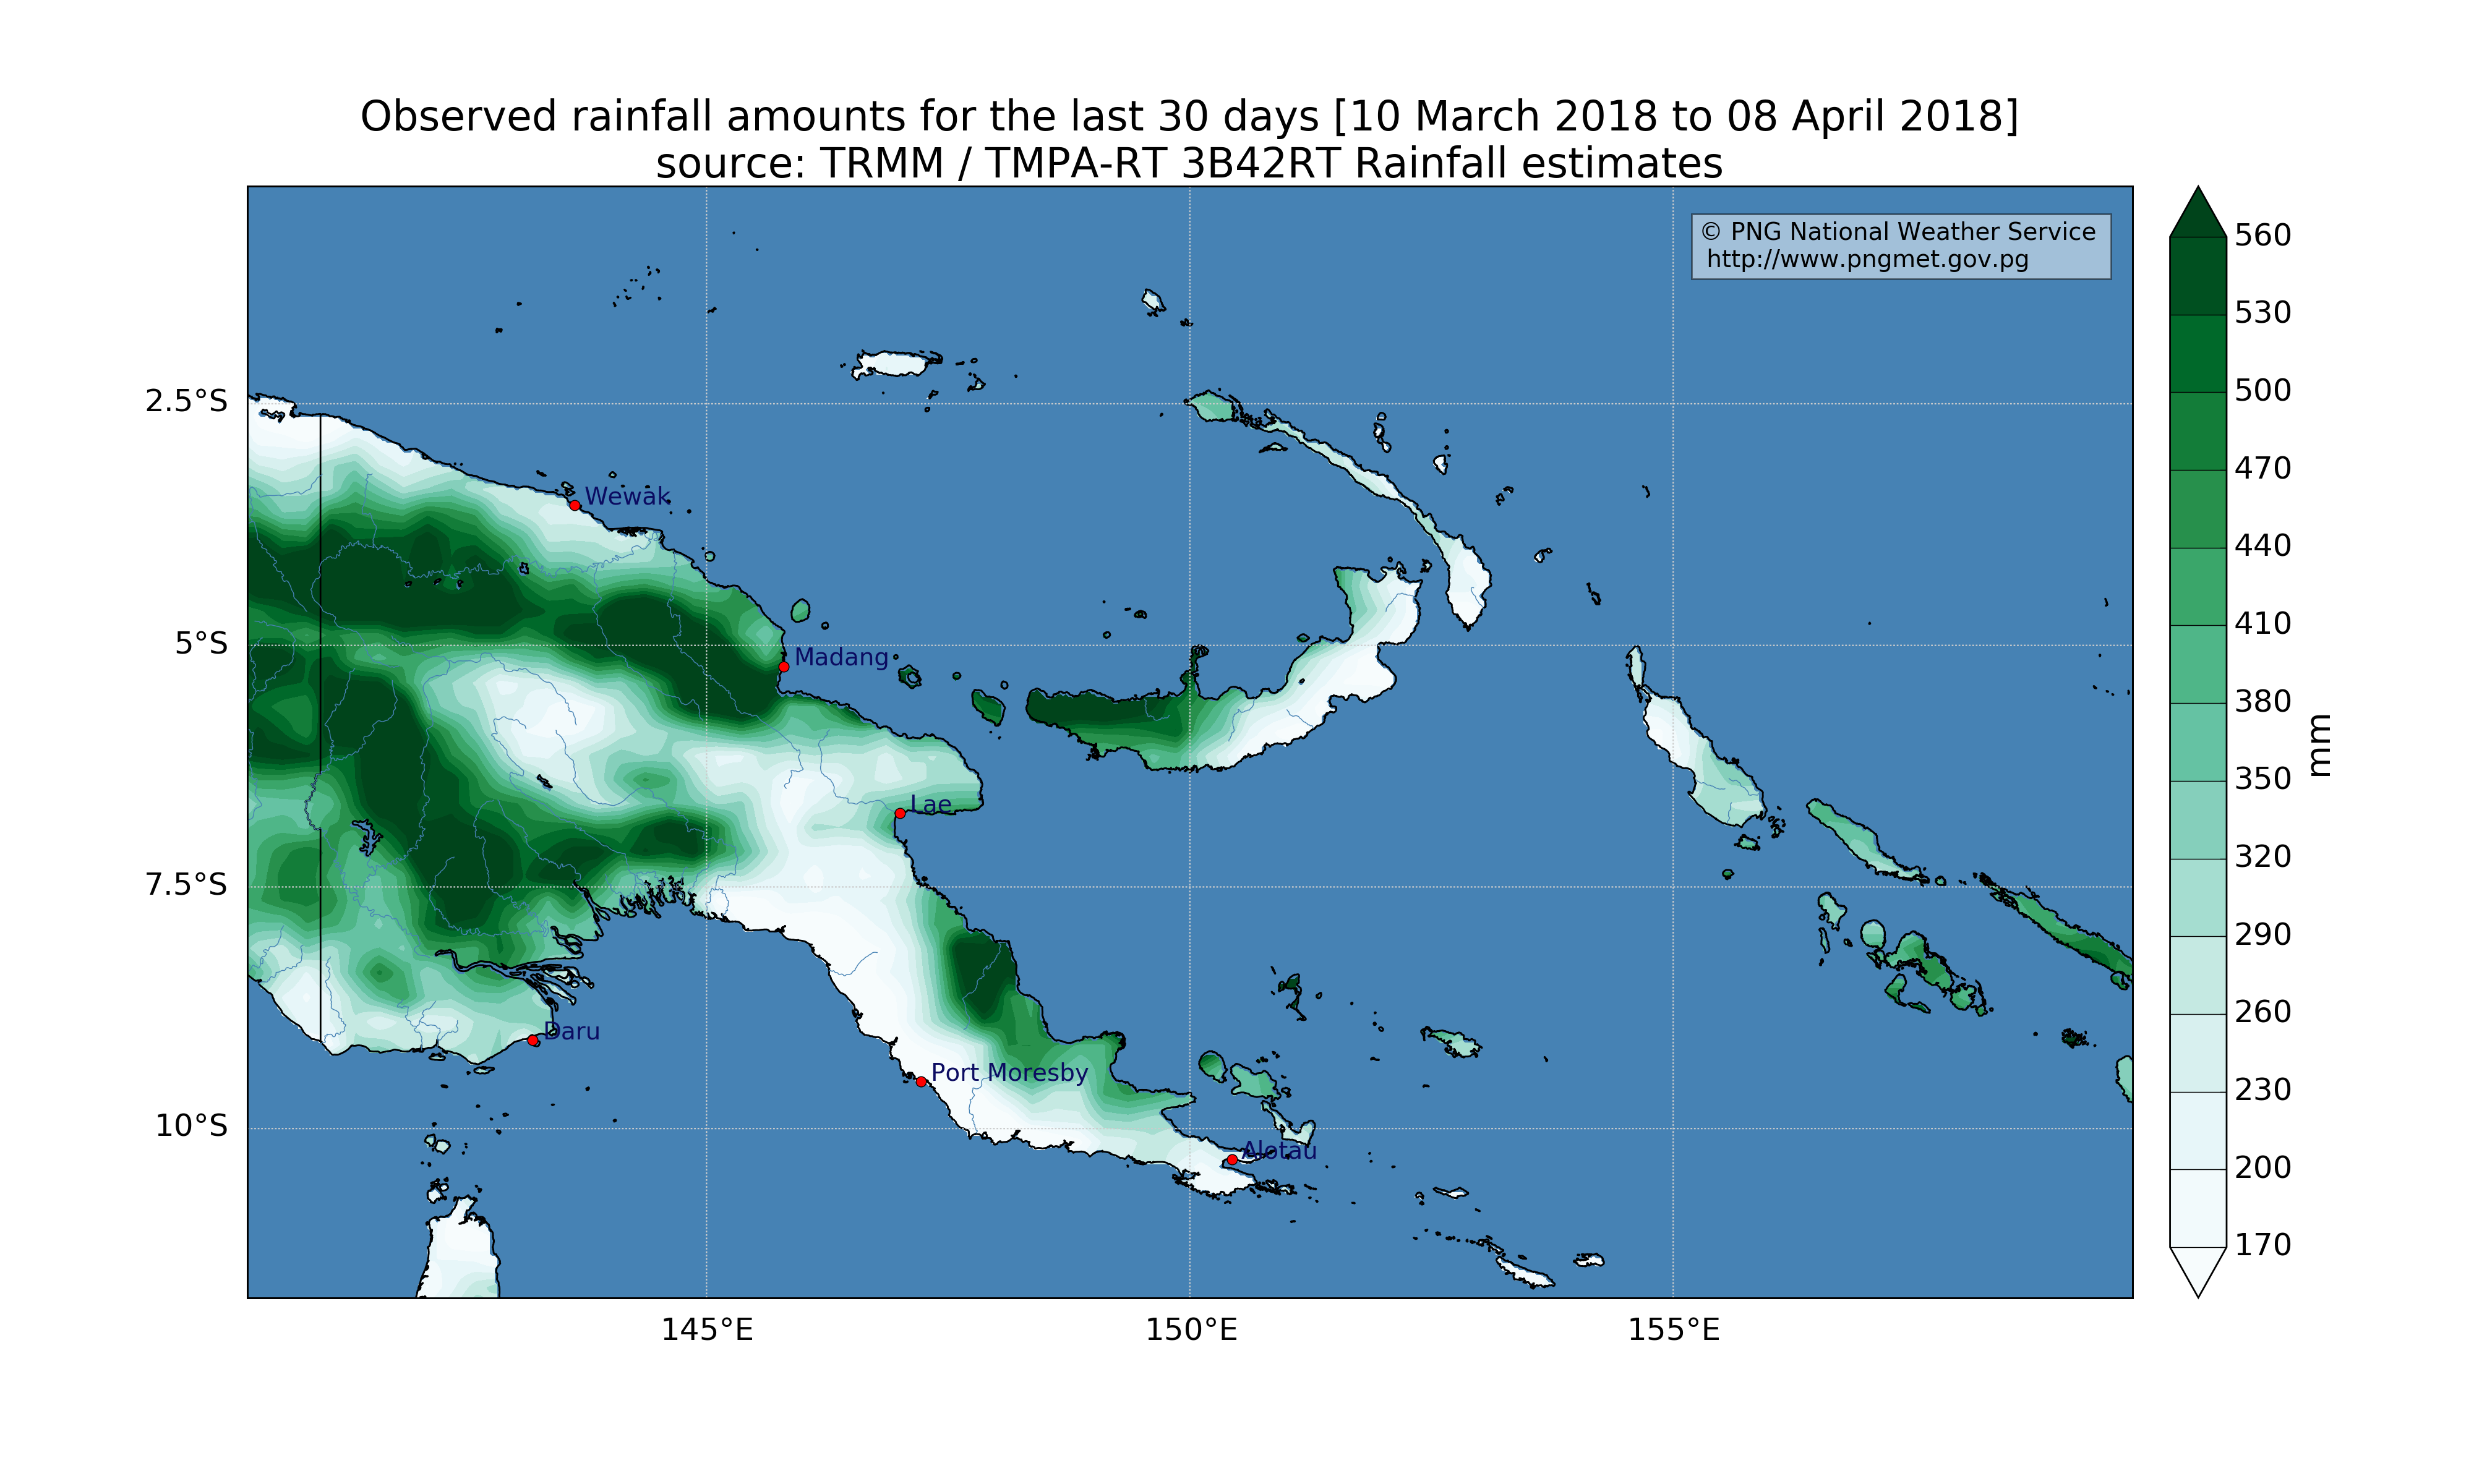 Observed rainfall amounts for the last 30 days [10 March 2018 to 08 April 2018]
source: TRMM / TMPA-RT 3B42RT Rainfall estimates
© PNG National Weather Service
http://www.pngmet.gov.pg
560
530
500
470
440
410
380
350
320
290
260
230
200
170
mm
2.5°S
5°S
7.5°S
10°S
Wewak
Madang
Lae
Daru
Port Moresby
Alotau
145°E
150°E
155°E